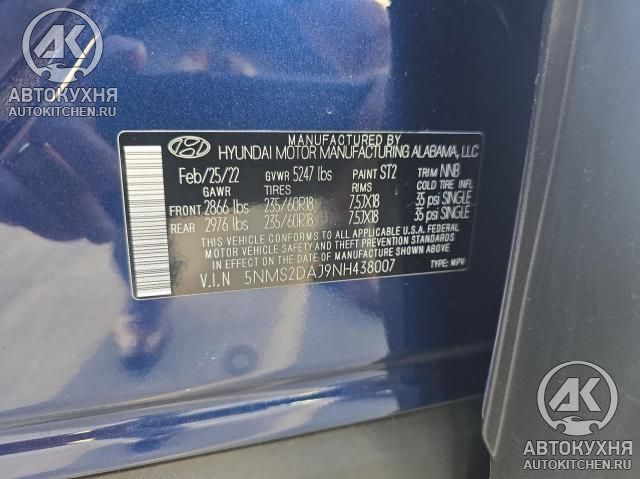 АК
АВТОКУХНЯ
AUTOKITCHEN.RU
MANUFACTURED BY
HYUNDAI MOTOR MANUFACTURING ALABAMA, LLC
Feb/25/22 GVWR 5247 lbs PAINT ST2 TRIM NNB
GAWR TIRES RIMS COLD TIRE INFL
FRONT 2866 lbs 235/60R18 7.5JX18 35 psi SINGLE
REAR 2976 lbs 235/60R18 7.5JX18 35 psi SINGLE
THIS VEHICLE CONFORMS TO ALL APPLICABLE U.S.A. FEDERAL
MOTOR VEHICLE SAFETY, BUMPER, AND THEFT PREVENTION STANDARDS
IN EFFECT ON THE DATE OF MANUFACTURE SHOWN ABOVE.
V.I.N 5NMS2DAJ9NH438007 TYPE: MPV
АК
АВТОКУХНЯ
AUTOKITCHEN.RU